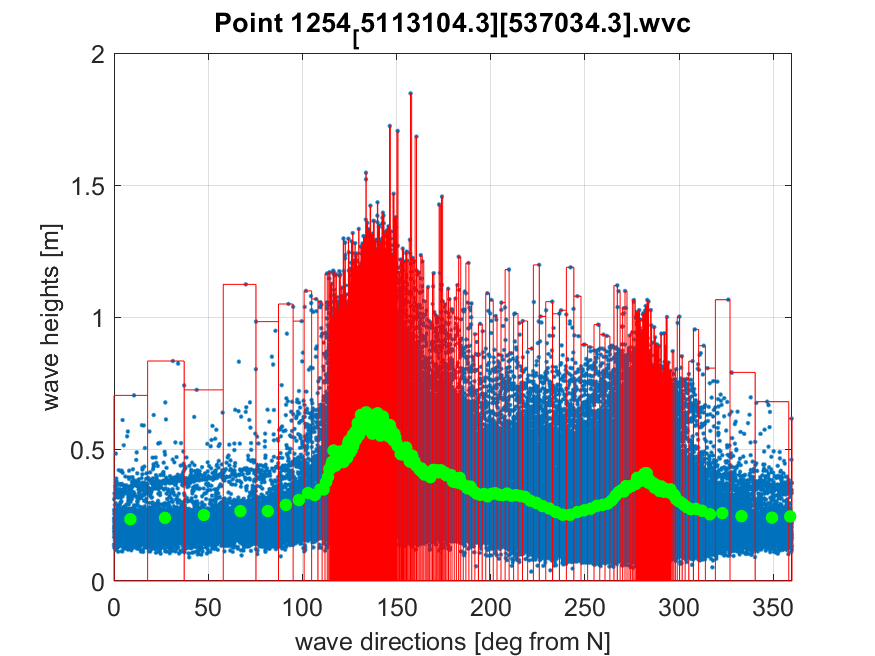 Point 1254[5113104.3][537034.3].wvc
2
1.5
1
0.5
0
0 50 100 150 200 250 300 350
wave heights [m]
wave directions [deg from N]